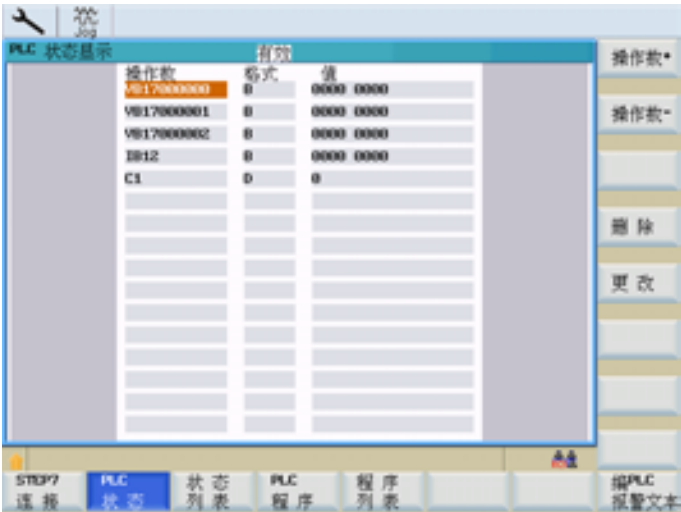 Jog
PLC 状态显示 有效
操作数 格式 值
VB17000000 B 0000 0000
VB17000001 B 0000 0000
VB17000002 B 0000 0000
IB12 B 0000 0000
C1 D 0
操作数+
操作数-
删除
更改
STEP7 连接
PLC 状态
状态 列表
PLC 程序
程序 列表
编PLC 报警文本